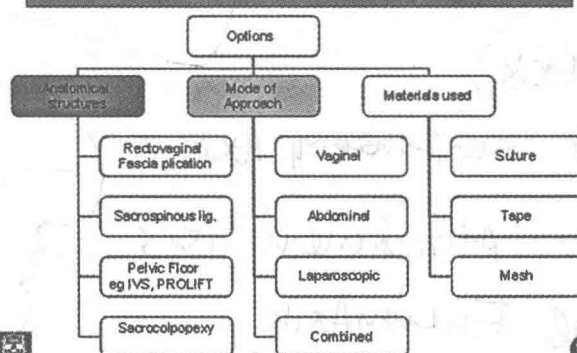 Options
Anatomical
structures
Mode of
Approach
Materials used
Rectovaginal
Fascia plication
Vaginal
Suture
Sacrospinous lig.
Abdominal
Tape
Pelvic Floor
eg IVS, PROLIFT
Laparoscopic
Mesh
Sacrocolpopexy
Combined